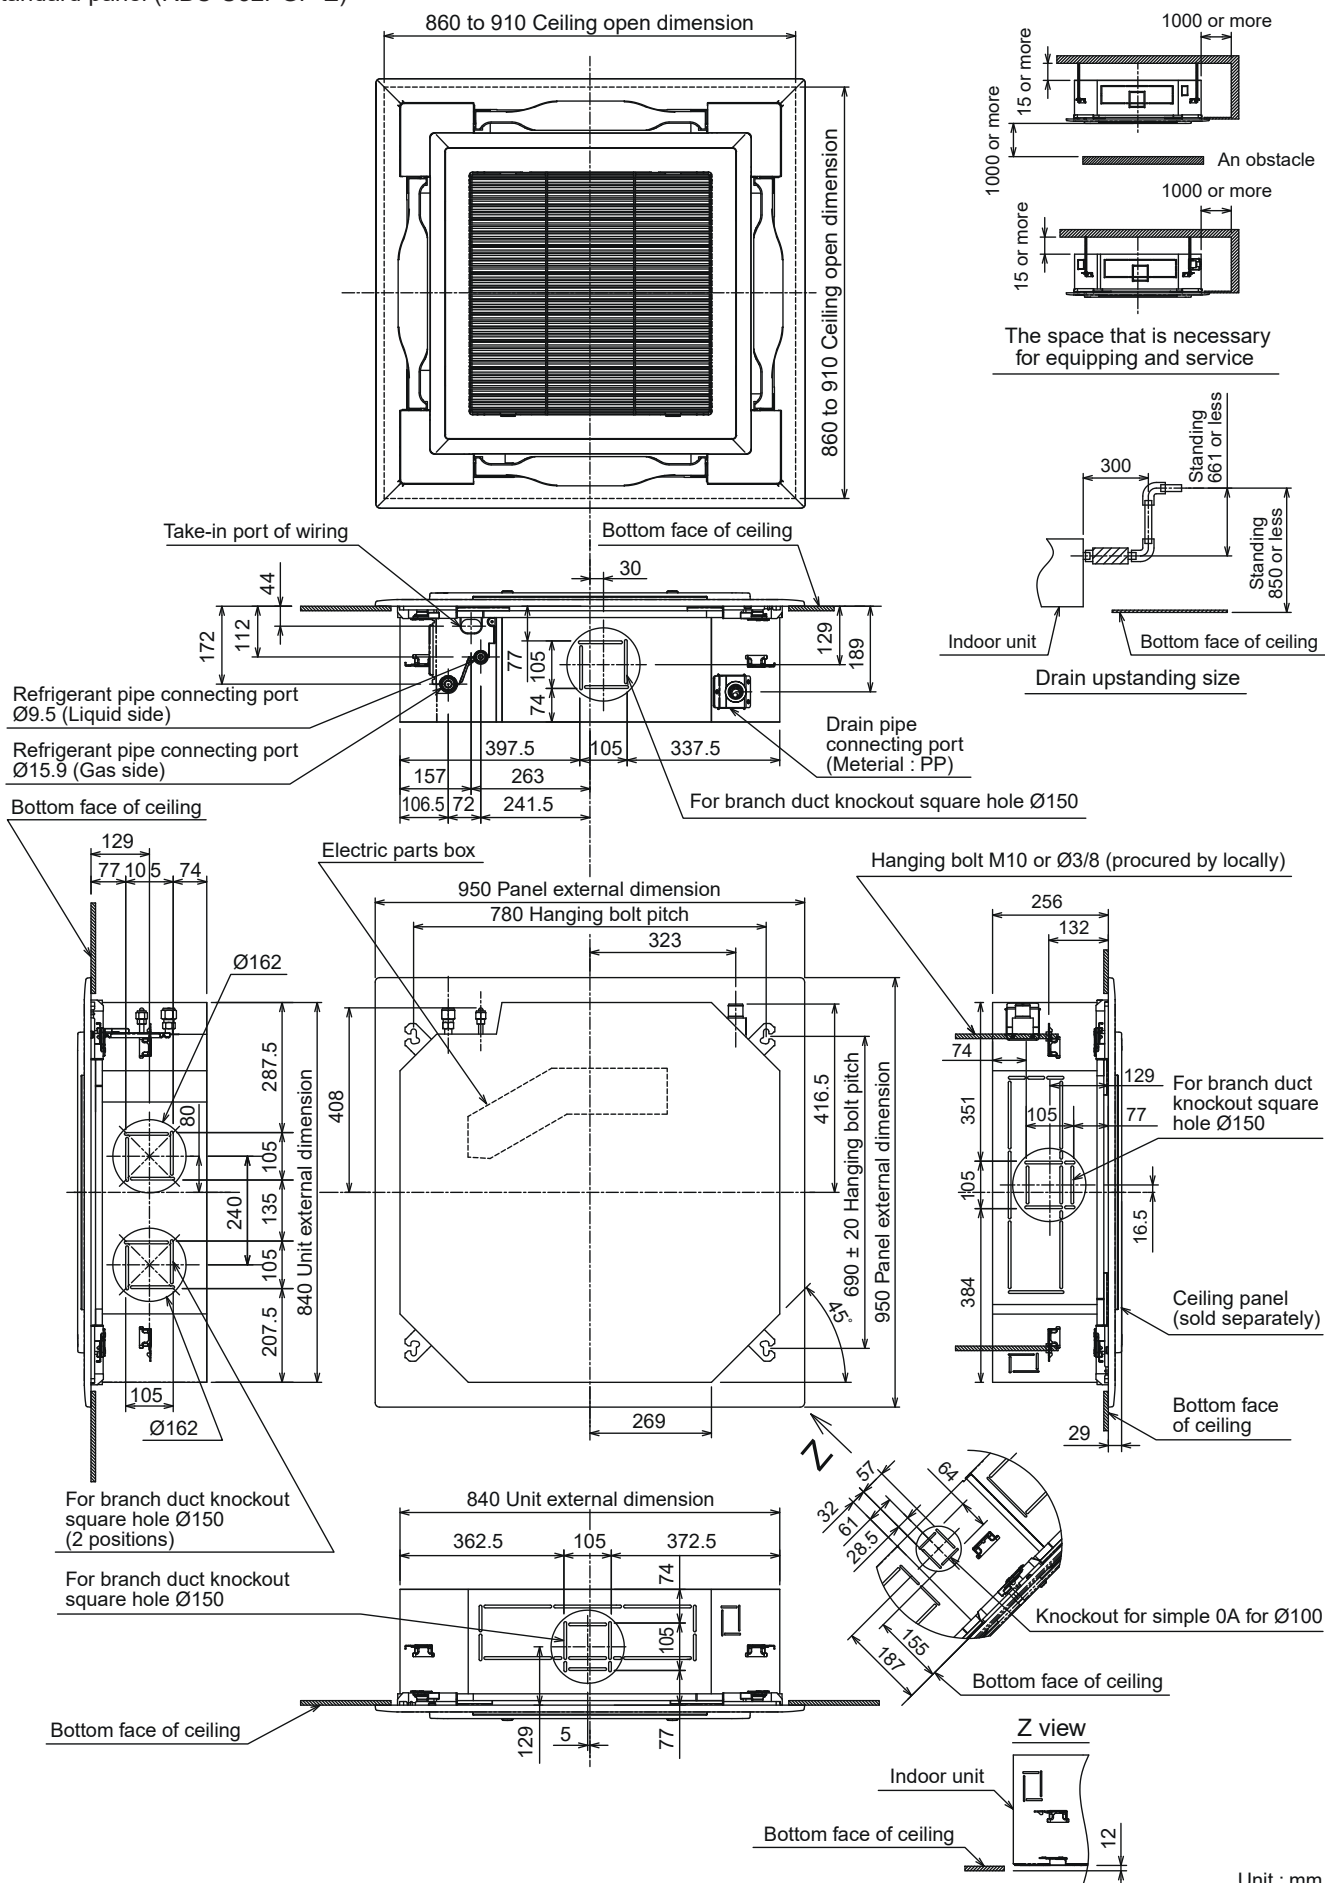 860 to 910 Ceiling open dimension
860 to 910 Ceiling open dimension
1000 or more
15 or more
1000 or more
An obstacle
1000 or more
15 or more
The space that is necessary
for equipping and service
300
Standing
661 or less
Standing
850 or less
Indoor unit
Bottom face of ceiling
Drain upstanding size
Take-in port of wiring
Bottom face of ceiling
30
44
112
172
77
105
74
129
189
Refrigerant pipe connecting port
Ø9.5 (Liquid side)
Refrigerant pipe connecting port
Ø15.9 (Gas side)
Drain pipe
connecting port
(Meterial : PP)
397.5
105
337.5
157
263
106.5
72
241.5
For branch duct knockout square hole Ø150
Bottom face of ceiling
129
77
105
74
Ø162
287.5
80
105
135
240
105
207.5
840 Unit external dimension
105
Ø162
For branch duct knockout
square hole Ø150
(2 positions)
Electric parts box
950 Panel external dimension
780 Hanging bolt pitch
323
408
416.5
690 ± 20 Hanging bolt pitch
950 Panel external dimension
45°
269
Z
Hanging bolt M10 or Ø3/8 (procured by locally)
256
132
74
129
351
105
77
For branch duct
knockout square
hole Ø150
105
16.5
384
Ceiling panel
(sold separately)
Bottom face
of ceiling
29
840 Unit external dimension
362.5
105
372.5
74
105
77
129
5
For branch duct knockout
square hole Ø150
Bottom face of ceiling
57
64
32
61
28.5
155
187
Knockout for simple 0A for Ø100
Bottom face of ceiling
Z view
Indoor unit
Bottom face of ceiling
12
Unit : mm